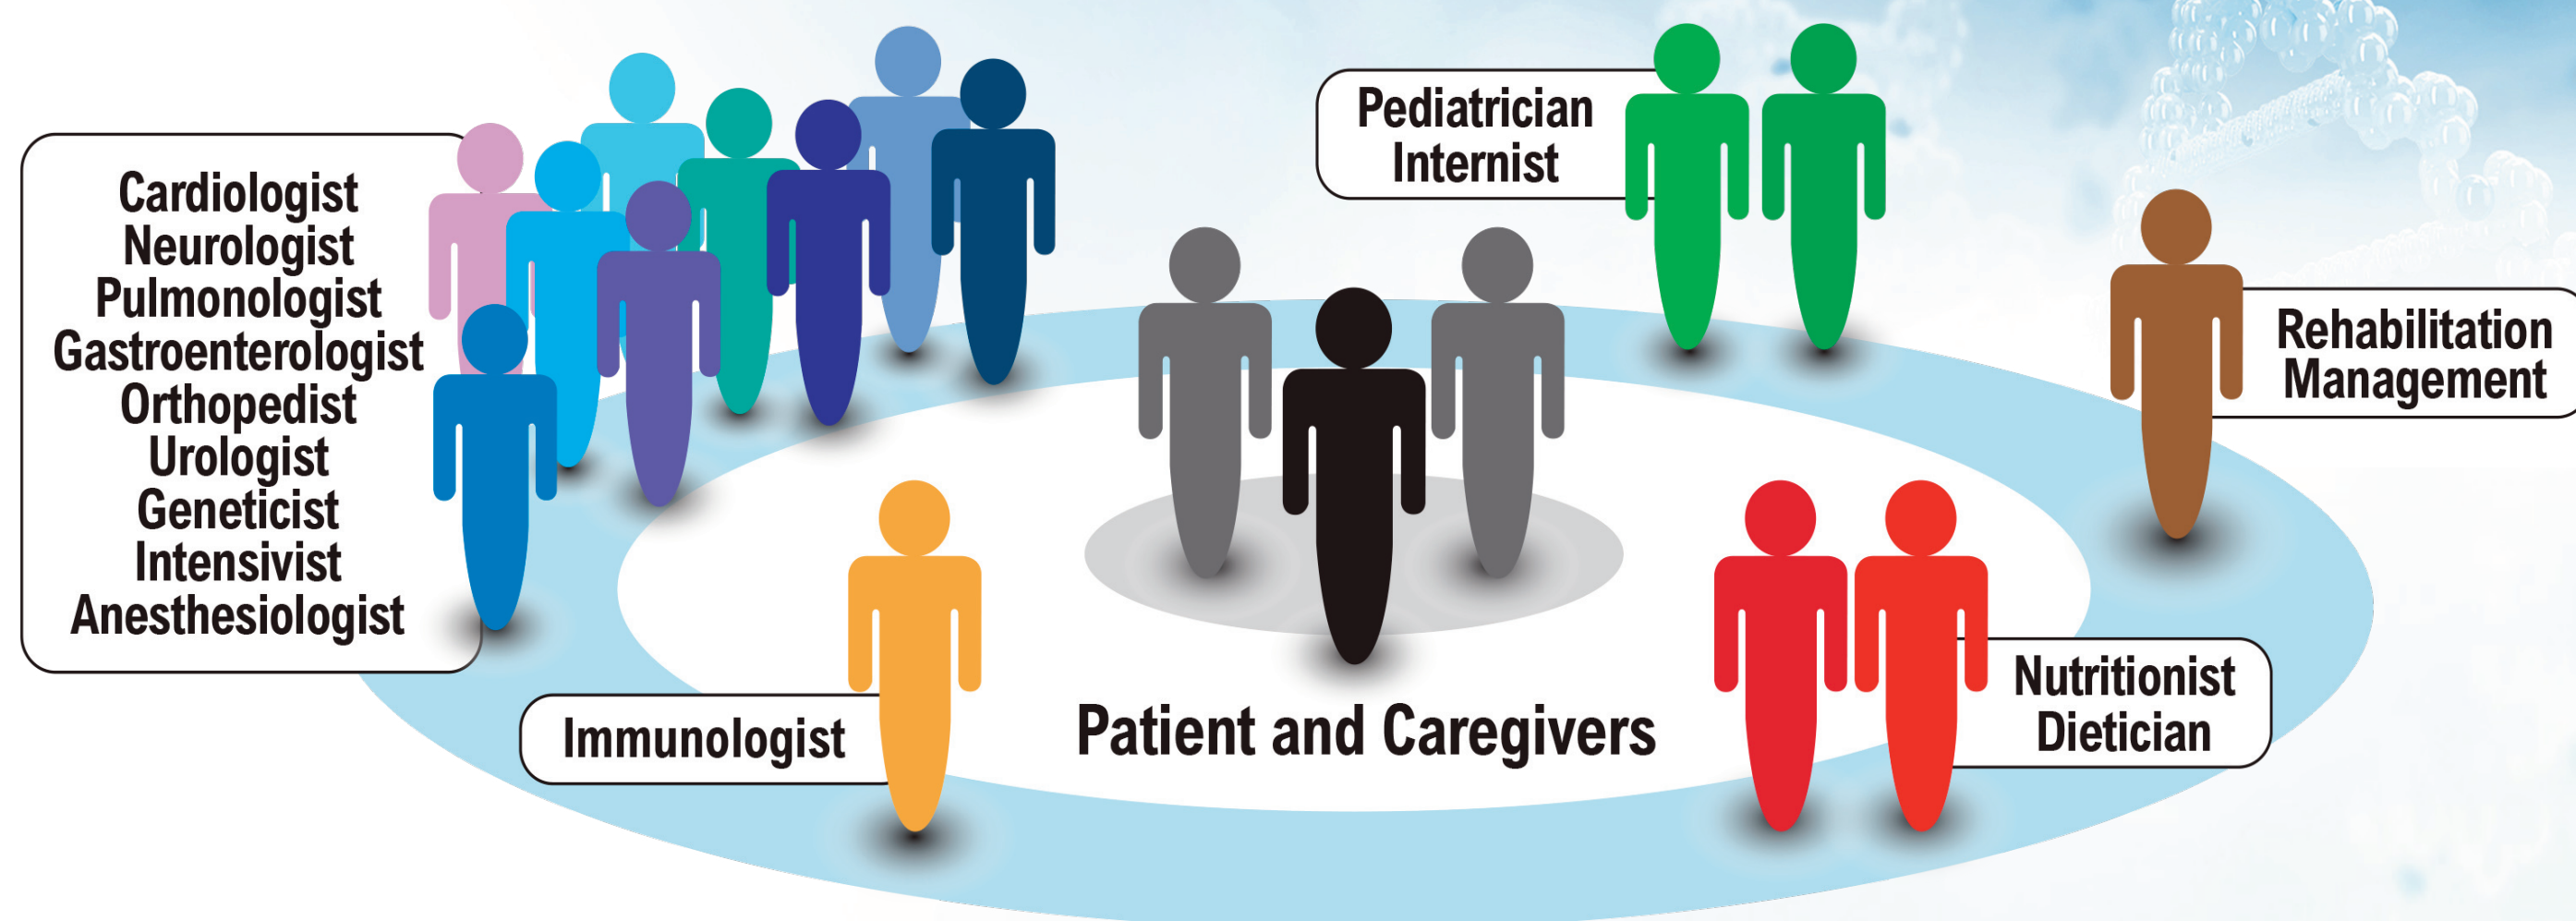 Cardiologist
Neurologist
Pulmonologist
Gastroenterologist
Orthopedist
Urologist
Geneticist
Intensivist
Anesthesiologist
Pediatrician
Internist
Rehabilitation
Management
Immunologist
Patient and Caregivers
Nutritionist
Dietician